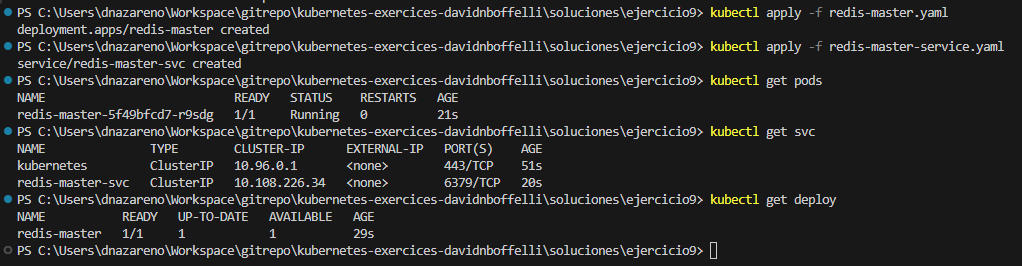 PS C:\Users\dnazareno\Workspace\gitrepo\kubernetes-exercices-davidnboffelli\soluciones\ejercicio9> kubectl apply -f redis-master.yaml
deployment.apps/redis-master created
PS C:\Users\dnazareno\Workspace\gitrepo\kubernetes-exercices-davidnboffelli\soluciones\ejercicio9> kubectl apply -f redis-master-service.yaml
service/redis-master-svc created
PS C:\Users\dnazareno\Workspace\gitrepo\kubernetes-exercices-davidnboffelli\soluciones\ejercicio9> kubectl get pods
NAME                            READY   STATUS    RESTARTS   AGE
redis-master-5f49bfcd7-r9sdg   1/1     Running   0          21s
PS C:\Users\dnazareno\Workspace\gitrepo\kubernetes-exercices-davidnboffelli\soluciones\ejercicio9> kubectl get svc
NAME               TYPE        CLUSTER-IP      EXTERNAL-IP   PORT(S)    AGE
kubernetes         ClusterIP   10.96.0.1       <none>        443/TCP    51s
redis-master-svc   ClusterIP   10.108.226.34   <none>        6379/TCP   20s
PS C:\Users\dnazareno\Workspace\gitrepo\kubernetes-exercices-davidnboffelli\soluciones\ejercicio9> kubectl get deploy
NAME           READY   UP-TO-DATE   AVAILABLE   AGE
redis-master   1/1     1            1           29s
PS C:\Users\dnazareno\Workspace\gitrepo\kubernetes-exercices-davidnboffelli\soluciones\ejercicio9>